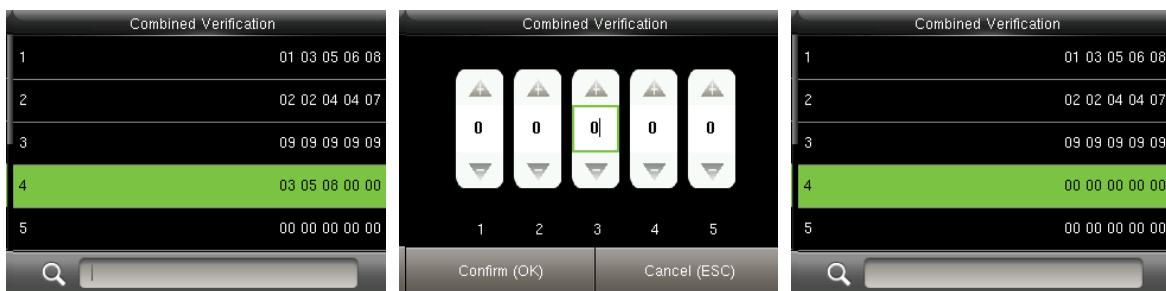 Combined Verification
1 01 03 05 06 08
2 02 02 04 04 07
3 09 09 09 09 09
4 03 05 08 00 00
5 00 00 00 00 00
Combined Verification
0 0 0 0 0
1 2 3 4 5
Confirm (OK) Cancel (ESC)
Combined Verification
1 01 03 05 06 08
2 02 02 04 04 07
3 09 09 09 09 09
4 00 00 00 00 00
5 00 00 00 00 00